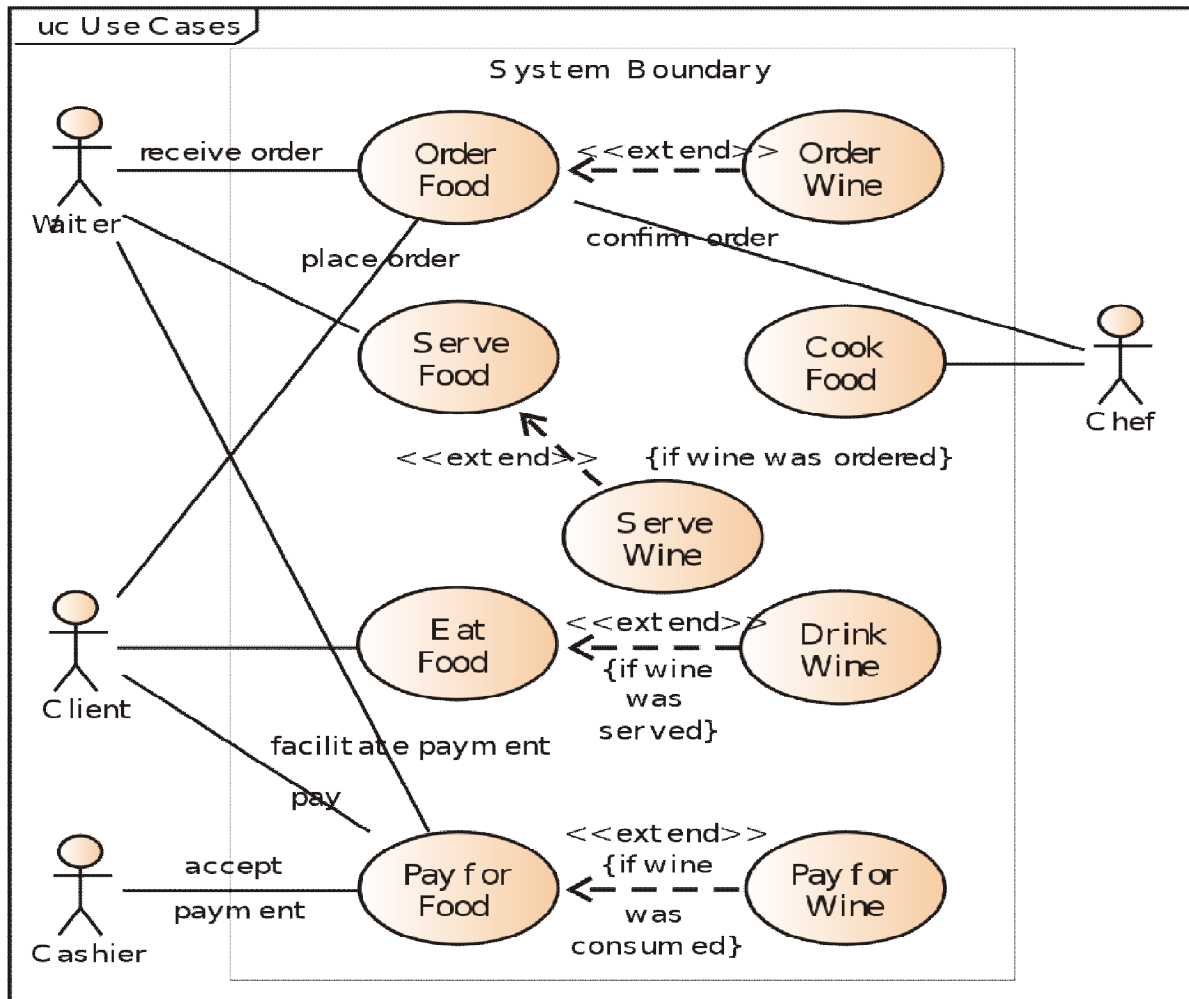 uc Use Cases
System Boundary
receive order
Order
Food
<<extend>>
Order
Wine
Waiter
confirm order
place order
Serve
Food
Cook
Food
Chef
<<extend>>
{if wine was ordered}
Serve
Wine
Eat
Food
<<extend>>
{if wine
was
served}
Drink
Wine
Client
facilitate payment
pay
accept
payment
Pay for
Food
<<extend>>
{if wine
was
consumed}
Pay for
Wine
Cashier